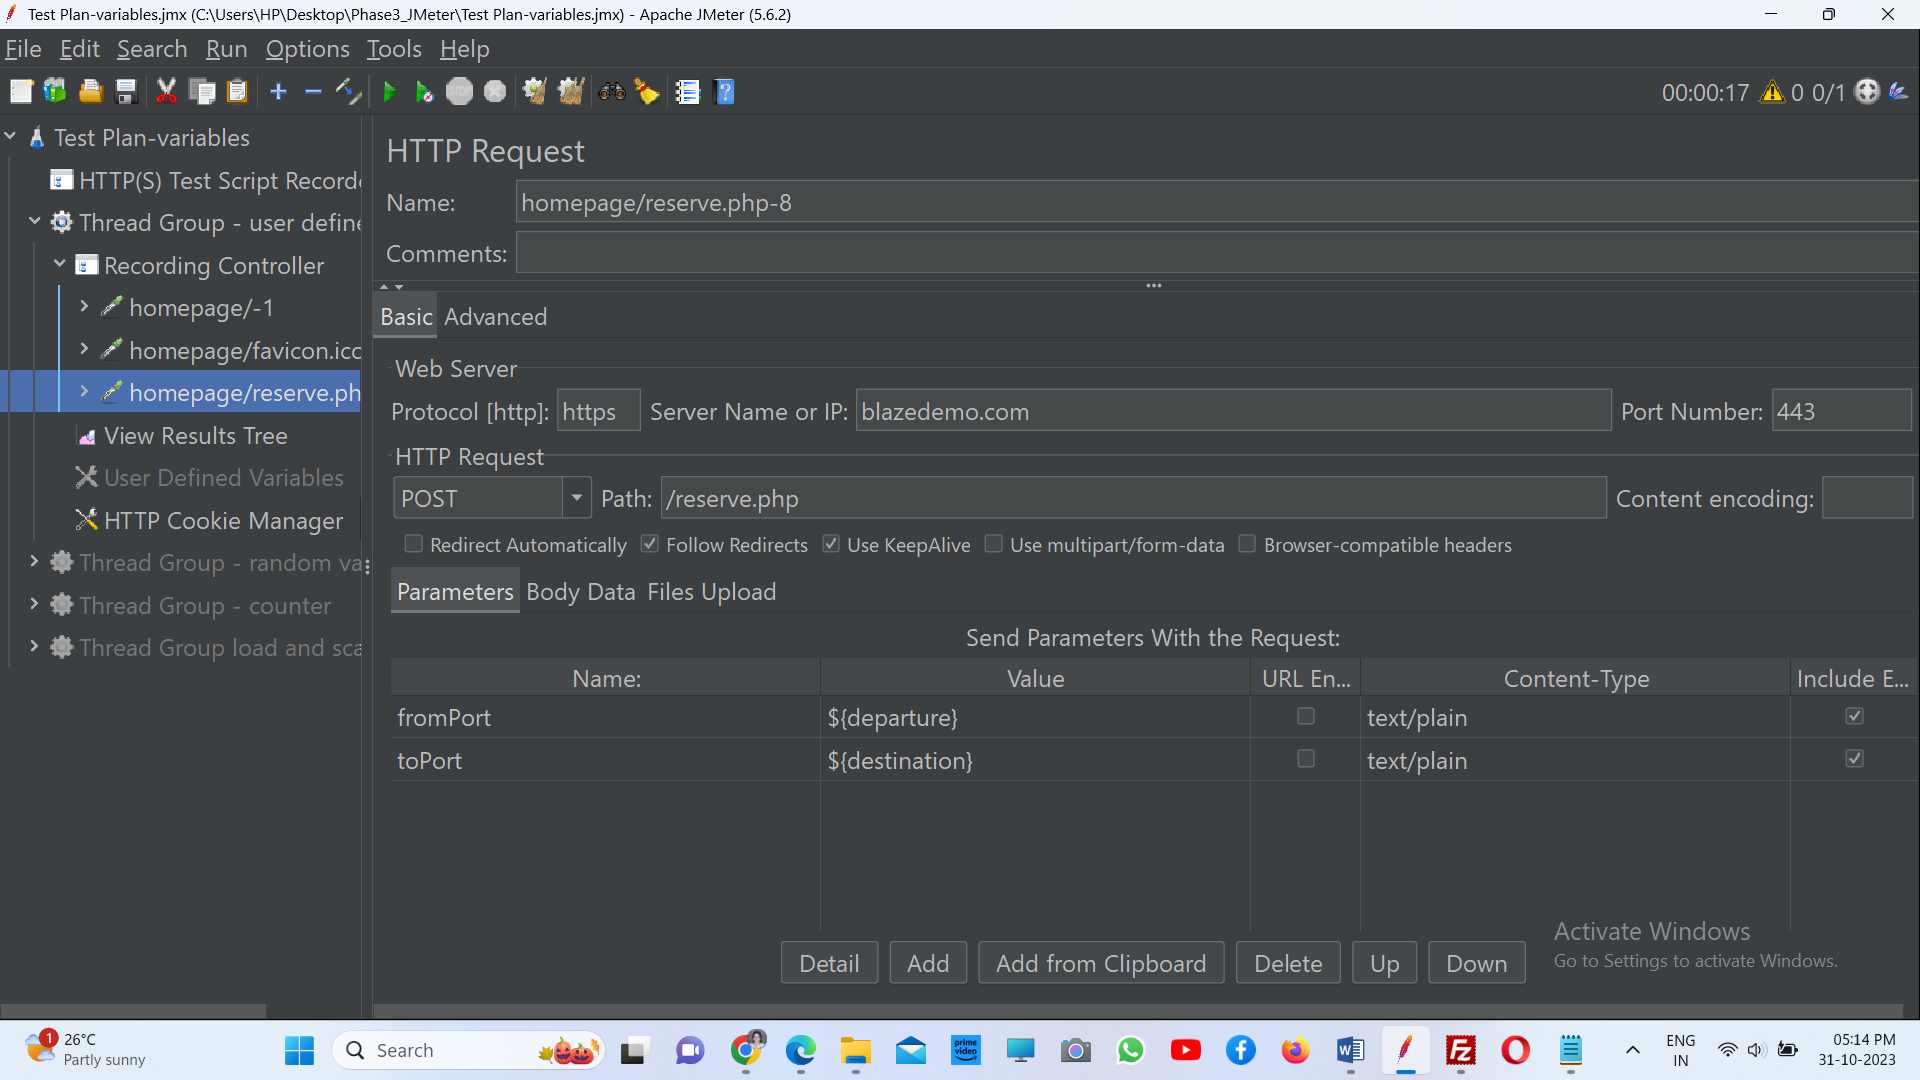 Test Plan-variables.jmx (C:\Users\HP\Desktop\Phase3_JMeter\Test Plan-variables.jmx) - Apache JMeter (5.6.2)
File Edit Search Run Options Tools Help
00:00:17 0 0/1
Test Plan-variables
HTTP(S) Test Script Recorde
Thread Group - user define
Recording Controller
homepage/-1
homepage/favicon.ico
homepage/reserve.ph
View Results Tree
User Defined Variables
HTTP Cookie Manager
Thread Group - random va
Thread Group - counter
Thread Group load and sca
HTTP Request
Name: homepage/reserve.php-8
Comments:
Basic Advanced
Web Server
Protocol [http]: https Server Name or IP: blazedemo.com Port Number: 443
HTTP Request
POST Path: /reserve.php Content encoding:
Redirect Automatically Follow Redirects Use KeepAlive Use multipart/form-data Browser-compatible headers
Parameters Body Data Files Upload
Send Parameters With the Request:
Name: Value URL En... Content-Type Include E...
fromPort ${departure} text/plain
toPort ${destination} text/plain
Detail Add Add from Clipboard Delete Up Down
Activate Windows
Go to Settings to activate Windows.
1
26°C
Partly sunny
Search
prime
video
ENG
IN
05:14 PM
31-10-2023